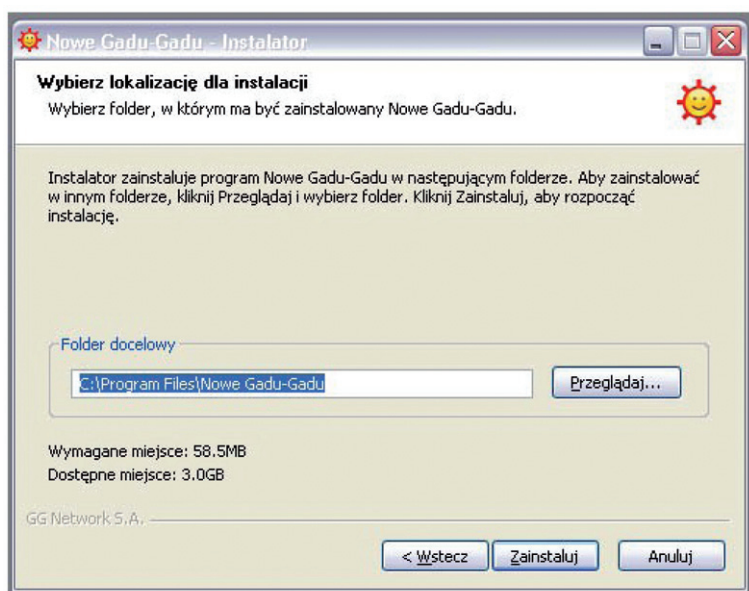 Nowe Gadu-Gadu - Instalator
Wybierz lokalizację dla instalacji
Wybierz folder, w którym ma być zainstalowany Nowe Gadu-Gadu.
Instalator zainstaluje program Nowe Gadu-Gadu w następującym folderze. Aby zainstalować
w innym folderze, kliknij Przeglądaj i wybierz folder. Kliknij Zainstaluj, aby rozpocząć
instalację.
Folder docelowy
C:\Program Files\Nowe Gadu-Gadu
Przeglądaj...
Wymagane miejsce: 58.5MB
Dostępne miejsce: 3.0GB
GG Network S.A.
< Wstecz
Zainstaluj
Anuluj